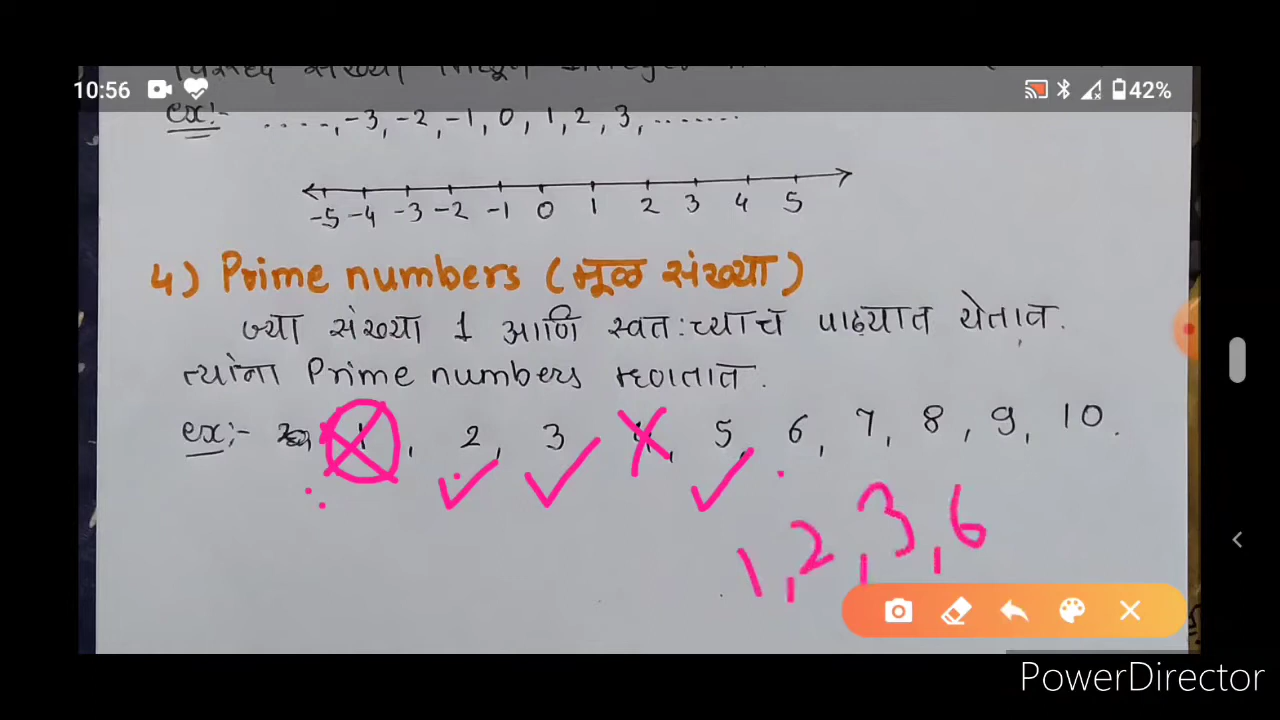 10:56 42%
ex:- ....., -3, -2, -1, 0, 1, 2, 3, .......
-5 -4 -3 -2 -1 0 1 2 3 4 5
4) Prime numbers (मूळ संख्या)
ज्या संख्या 1 आणि स्वत:च्याच पाढ्यात येतात.
त्यांना Prime numbers म्हणतात.
ex:- 1, 2, 3, 4, 5, 6, 7, 8, 9, 10.
1, 2, 3, 6
PowerDirector